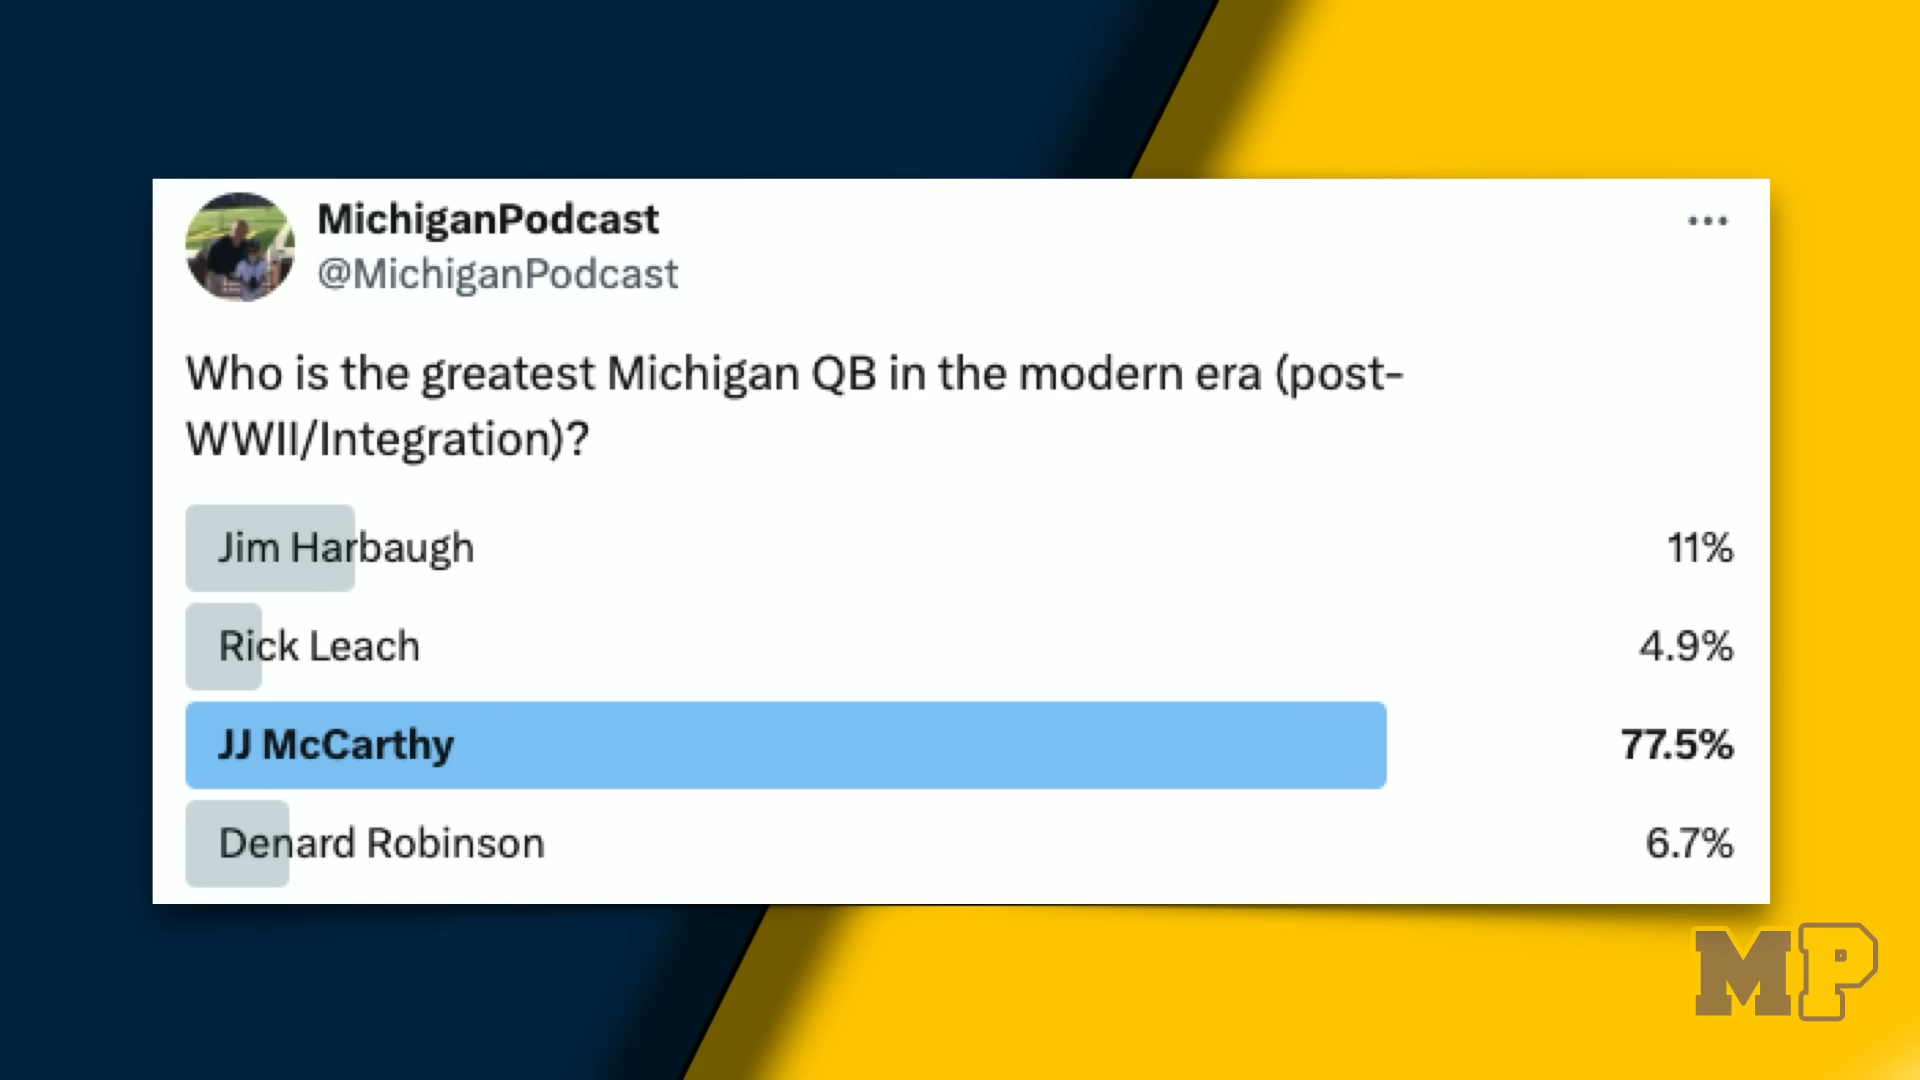 MichiganPodcast
@MichiganPodcast
Who is the greatest Michigan QB in the modern era (post-
WWII/Integration)?
Jim Harbaugh 11%
Rick Leach 4.9%
JJ McCarthy 77.5%
Denard Robinson 6.7%
MP